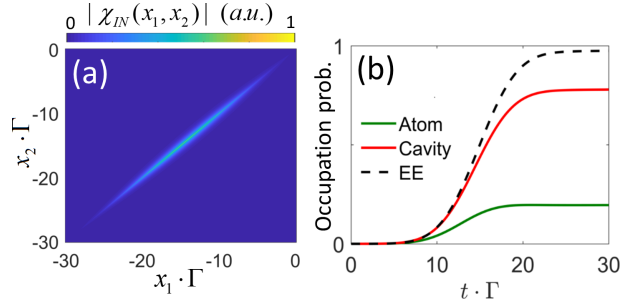 0 | χ_IN (x₁, x₂) | (a.u.) 1
(a)
0
-10
-20
-30
x₂ · Γ
-30 -20 -10 0
x₁ · Γ
(b)
1
0
Occupation prob.
Atom
Cavity
EE
0 10 20 30
t · Γ